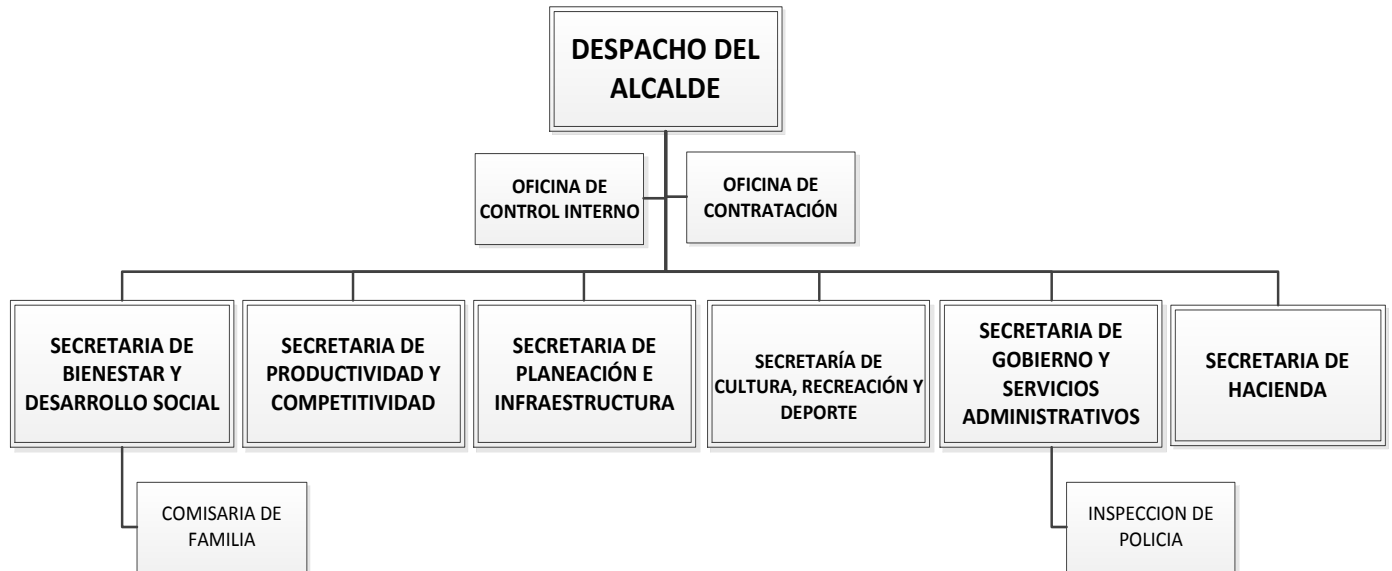 DESPACHO DEL
ALCALDE
OFICINA DE
CONTROL INTERNO
OFICINA DE
CONTRATACIÓN
SECRETARIA DE
BIENESTAR Y
DESARROLLO SOCIAL
SECRETARIA DE
PRODUCTIVIDAD Y
COMPETITIVIDAD
SECRETARIA DE
PLANEACIÓN E
INFRAESTRUCTURA
SECRETARÍA DE
CULTURA, RECREACIÓN Y
DEPORTE
SECRETARIA DE
GOBIERNO Y
SERVICIOS
ADMINISTRATIVOS
SECRETARIA DE
HACIENDA
COMISARIA DE
FAMILIA
INSPECCION DE
POLICIA